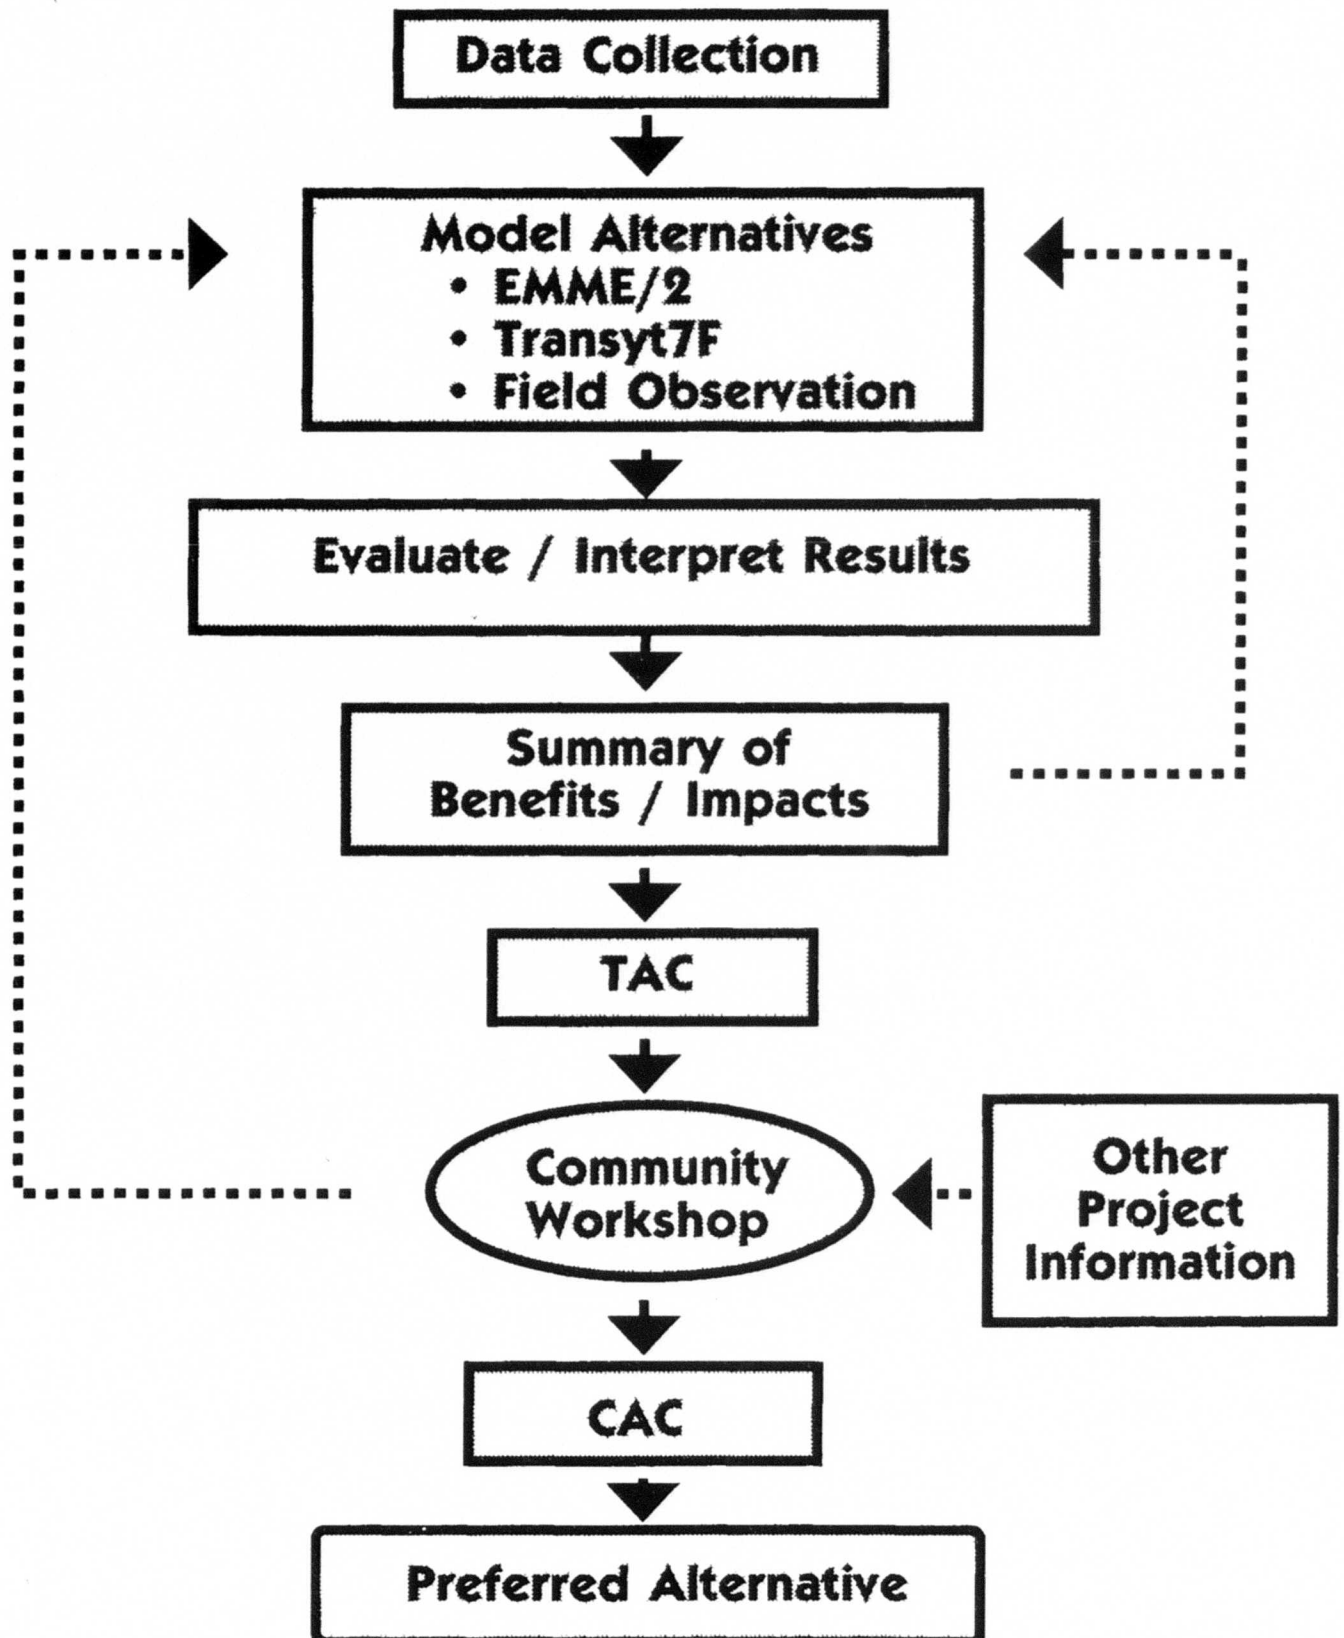 Data Collection
Model Alternatives
• EMME/2
• Transyt7F
• Field Observation
Evaluate / Interpret Results
Summary of
Benefits / Impacts
TAC
Community
Workshop
Other
Project
Information
CAC
Preferred Alternative